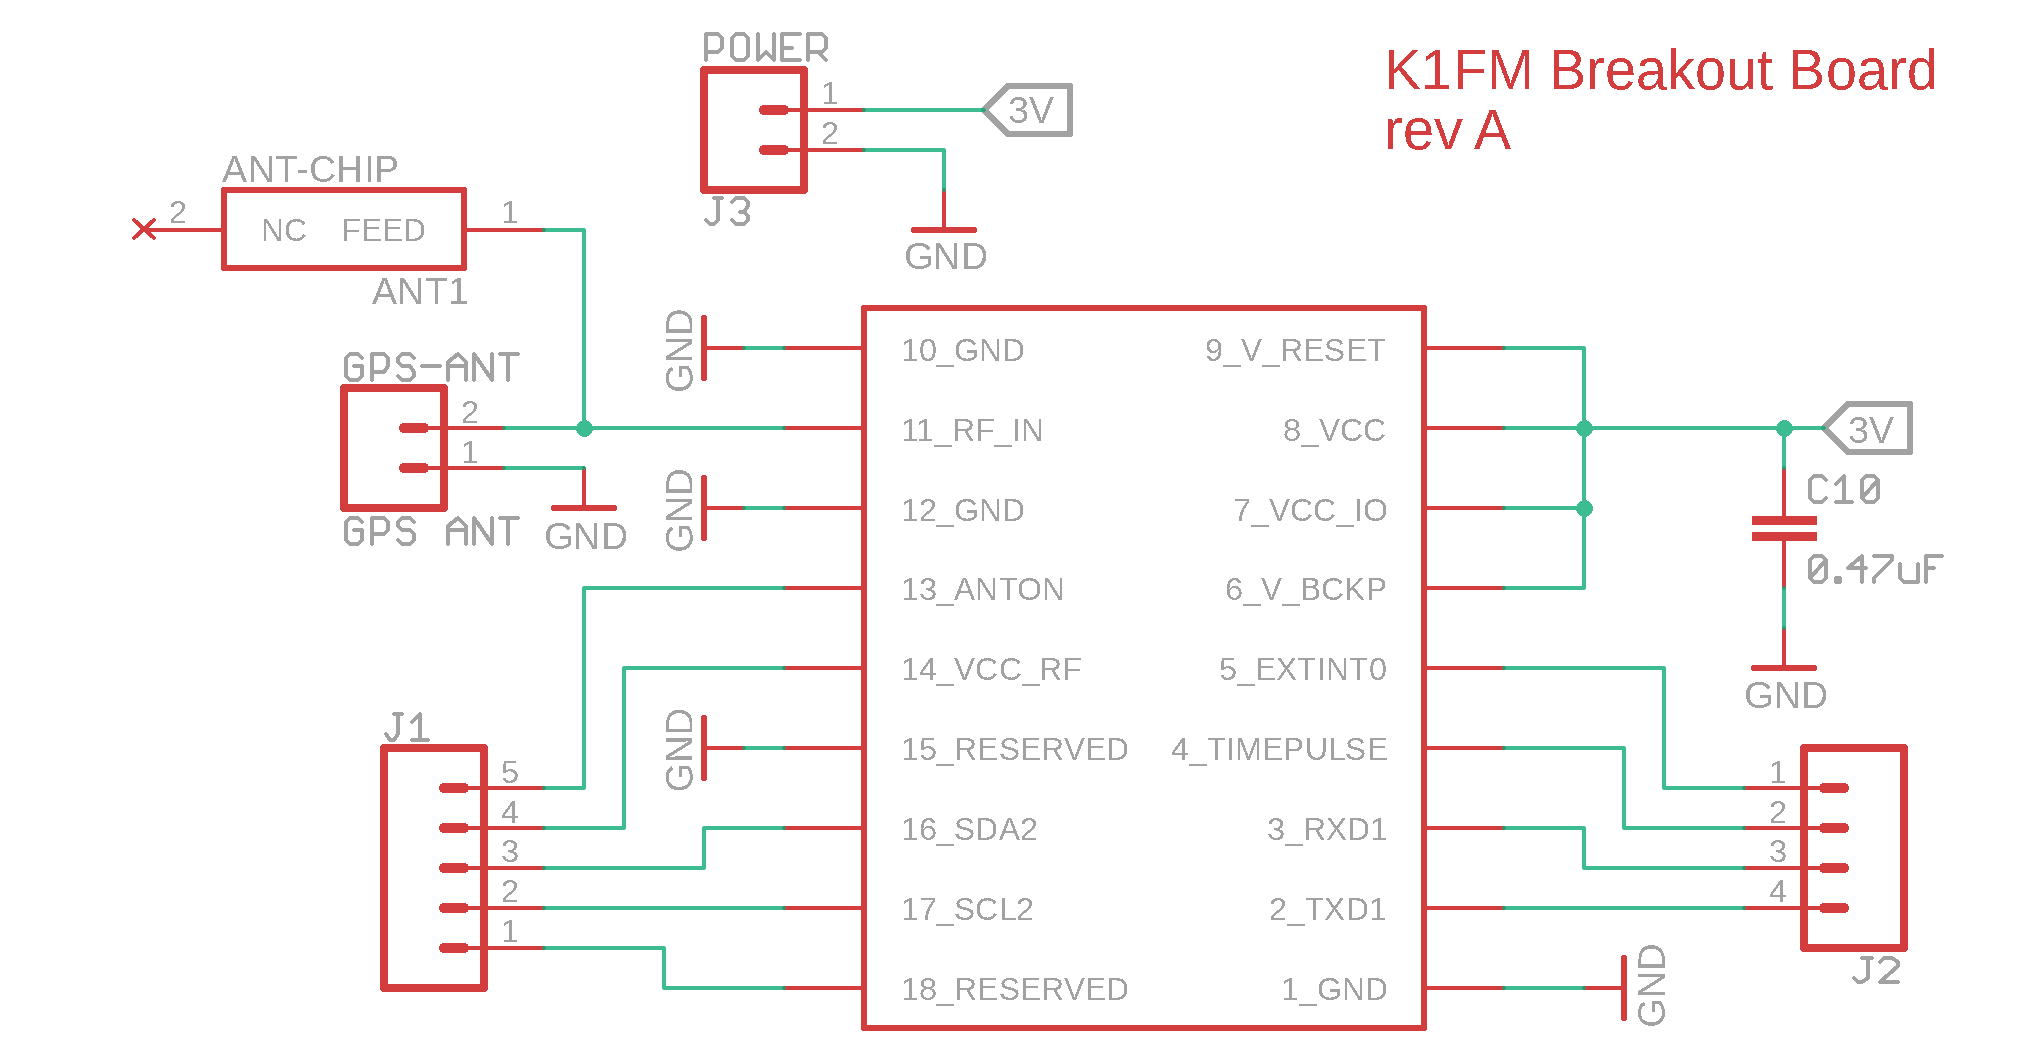 POWER
1
3V
2
J3
GND
K1FM Breakout Board
rev A
ANT-CHIP
2
NC FEED
1
ANT1
GPS-ANT
2
1
GPS ANT
GND
GND
GND
GND
10_GND
11_RF_IN
12_GND
13_ANTON
14_VCC_RF
15_RESERVED
16_SDA2
17_SCL2
18_RESERVED
9_V_RESET
8_VCC
7_VCC_IO
6_V_BCKP
5_EXTINT0
4_TIMEPULSE
3_RXD1
2_TXD1
1_GND
GND
3V
C10
0.47uF
GND
J1
5
4
3
2
1
1
2
3
4
J2